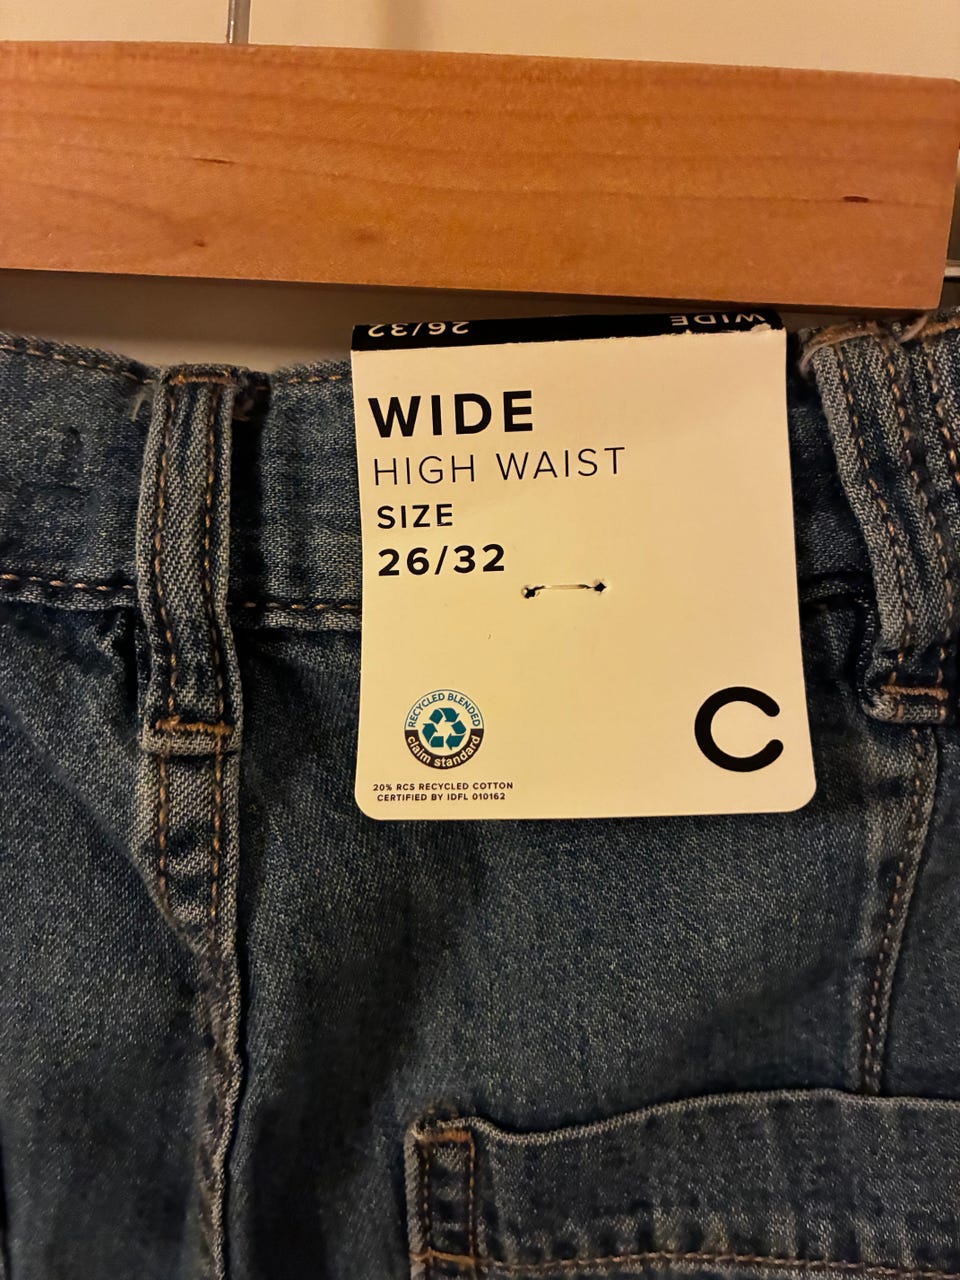 26/32 WIDE
WIDE
HIGH WAIST
SIZE
26/32
RECYCLED BLENDED
claim standard
C
20% RCS RECYCLED COTTON
CERTIFIED BY IDFL 010162